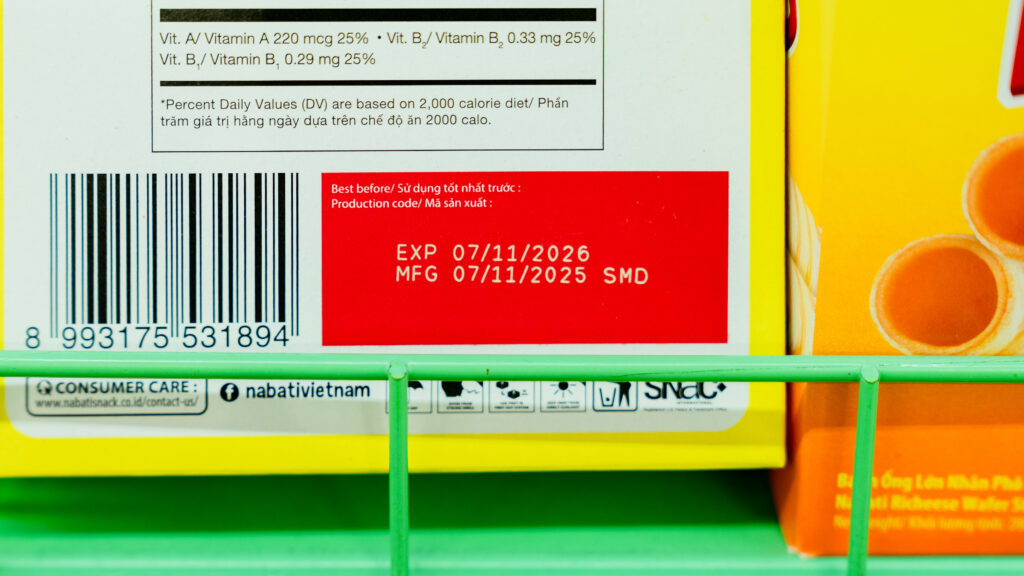 Vit. A/ Vitamin A 220 mcg 25% • Vit. B₂/ Vitamin B₂ 0.33 mg 25%
Vit. B₁/ Vitamin B₁ 0.29 mg 25%
*Percent Daily Values (DV) are based on 2,000 calorie diet/ Phần
trăm giá trị hằng ngày dựa trên chế độ ăn 2000 calo.
Best before/ Sử dụng tốt nhất trước :
Production code/ Mã sản xuất :
EXP 07/11/2026
MFG 07/11/2025 SMD
8 993175 531894
CONSUMER CARE :
www.nabatisnack.co.id/contact-us/
nabativietnam
Ống Lớn Nhân Phô
Nabati Richeese Wafer